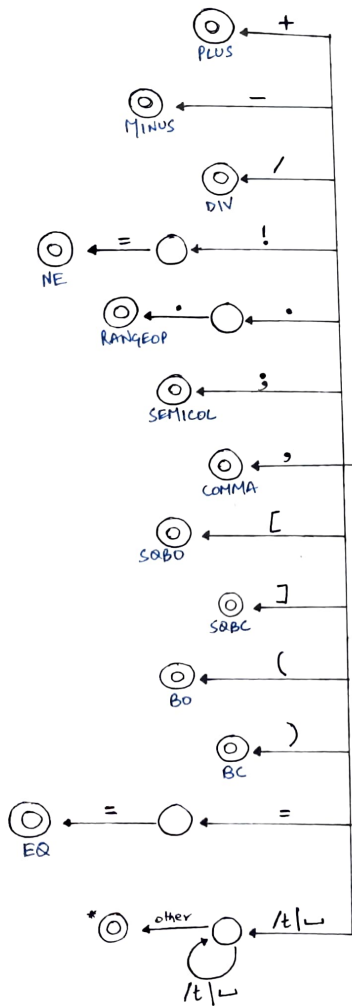 +
PLUS
-
MINUS
/
DIV
= !
NE
. .
RANGEOP
;
SEMICOL
,
COMMA
[
SQBO
]
SQBC
(
BO
)
BC
= =
EQ
* other /t|␣
/t|␣